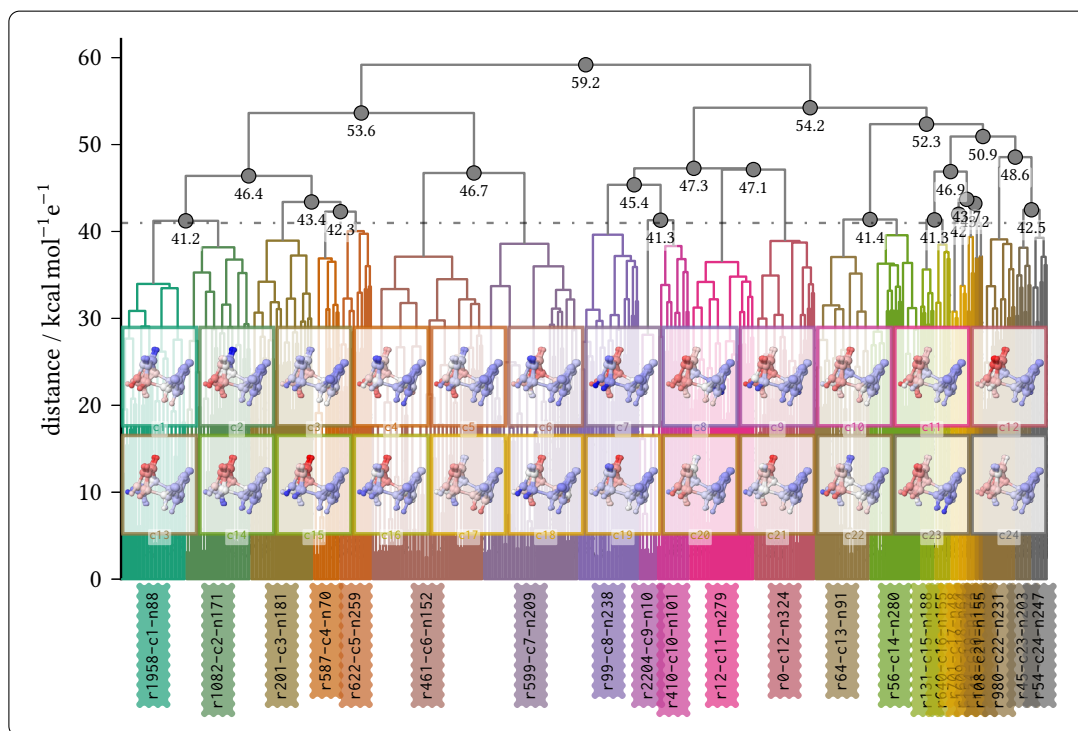 distance / kcal mol⁻¹e⁻¹
60
50
40
30
20
10
0
59.2
53.6
54.2
52.3
50.9
46.4
46.7
47.3
47.1
48.6
45.4
46.9
43.4
42.3
41.2
41.3
41.4
41.3
43.7
42.5
c1 c2 c3 c4 c5 c6 c7 c8 c9 c10 c11 c12
c13 c14 c15 c16 c17 c18 c19 c20 c21 c22 c23 c24
r1958-c1-n88
r1082-c2-n171
r201-c3-n181
r587-c4-n70
r622-c5-n259
r461-c6-n152
r599-c7-n209
r99-c8-n238
r2204-c9-n10
r410-c10-n101
r12-c11-n279
r0-c12-n324
r64-c13-n91
r56-c14-n280
r108-c21-n155
r980-c22-n231
r45-c23-n203
r54-c24-n247